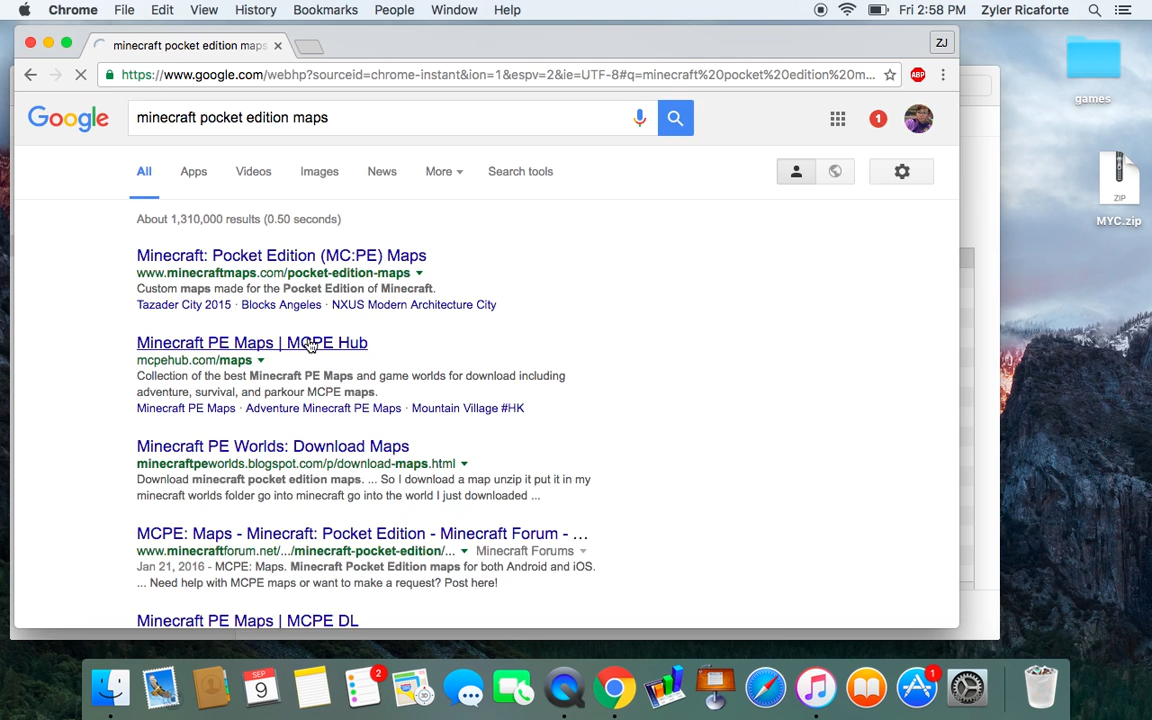 Chrome File Edit View History Bookmarks People Window Help Fri 2:58 PM Zyler Ricaforte
minecraft pocket edition maps ZJ
https://www.google.com/webhp?sourceid=chrome-instant&ion=1&espv=2&ie=UTF-8#q=minecraft%20pocket%20edition%20m... ABP
Google minecraft pocket edition maps 1
All Apps Videos Images News More Search tools
About 1,310,000 results (0.50 seconds)
Minecraft: Pocket Edition (MC:PE) Maps
www.minecraftmaps.com/pocket-edition-maps
Custom maps made for the Pocket Edition of Minecraft.
Tazader City 2015 · Blocks Angeles · NXUS Modern Architecture City
Minecraft PE Maps | MCPE Hub
mcpehub.com/maps
Collection of the best Minecraft PE Maps and game worlds for download including
adventure, survival, and parkour MCPE maps.
Minecraft PE Maps · Adventure Minecraft PE Maps · Mountain Village #HK
Minecraft PE Worlds: Download Maps
minecraftpeworlds.blogspot.com/p/download-maps.html
Download minecraft pocket edition maps. ... So I download a map unzip it put it in my
minecraft worlds folder go into minecraft go into the world I just downloaded ...
MCPE: Maps - Minecraft: Pocket Edition - Minecraft Forum - ...
www.minecraftforum.net/.../minecraft-pocket-edition/... Minecraft Forums
Jan 21, 2016 - MCPE: Maps. Minecraft Pocket Edition maps for both Android and iOS.
... Need help with MCPE maps or want to make a request? Post here!
Minecraft PE Maps | MCPE DL
games
ZIP
MYC.zip
SEP
9
2
3D
1